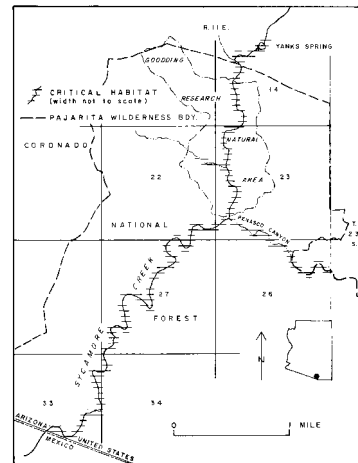 R. 11 E.
YANKS SPRING
GOODDING
CRITICAL HABITAT
(width not to scale)
RESEARCH
14
PAJARITA WILDERNESS BDY.
CORONADO
NATURAL
22
AREA
23
PENASCO CANYON
T.
23
S.
NATIONAL
27
26
SYCAMORE CREEK
FOREST
N
33
34
ARIZONA UNITED STATES
MEXICO
0 1
MILE